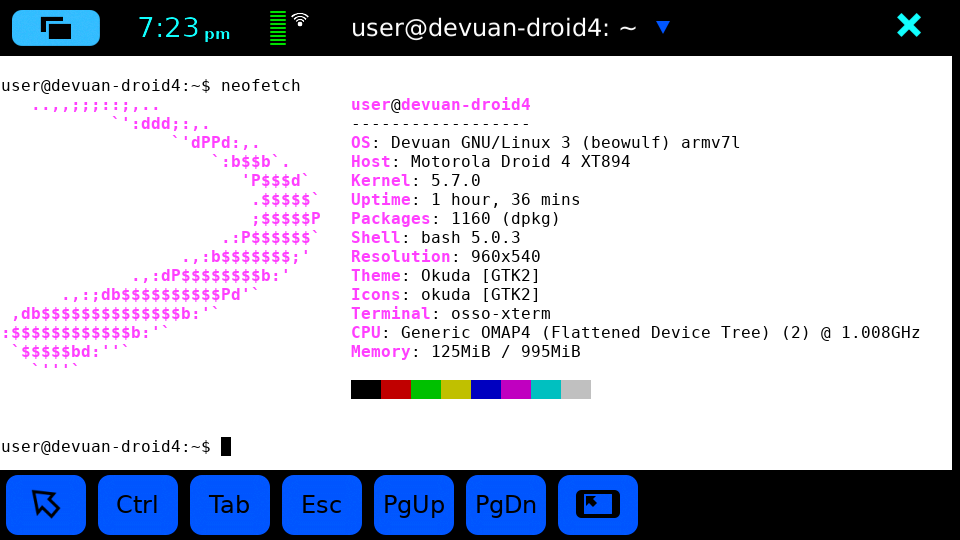 7:23 pm
user@devuan-droid4: ~
user@devuan-droid4:~$ neofetch
   ..,,;;;::;,..                   user@devuan-droid4
           `':ddd;:,.              ------------------
                 `'dPPd:,.         OS: Devuan GNU/Linux 3 (beowulf) armv7l
                     `:b$$b`.      Host: Motorola Droid 4 XT894
                        'P$$$d`    Kernel: 5.7.0
                         .$$$$$`   Uptime: 1 hour, 36 mins
                         ;$$$$$P   Packages: 1160 (dpkg)
                      .:P$$$$$$`   Shell: bash 5.0.3
                  .,:b$$$$$$$;'    Resolution: 960x540
             .,:dP$$$$$$$$b:'      Theme: Okuda [GTK2]
      .,:;db$$$$$$$$$$Pd'`         Icons: okuda [GTK2]
 ,db$$$$$$$$$$$$$$b:'`             Terminal: osso-xterm
:$$$$$$$$$$$$b:'`                  CPU: Generic OMAP4 (Flattened Device Tree) (2) @ 1.008GHz
 `$$$$$bd:''`                      Memory: 125MiB / 995MiB
   `'''`
user@devuan-droid4:~$
Ctrl Tab Esc PgUp PgDn